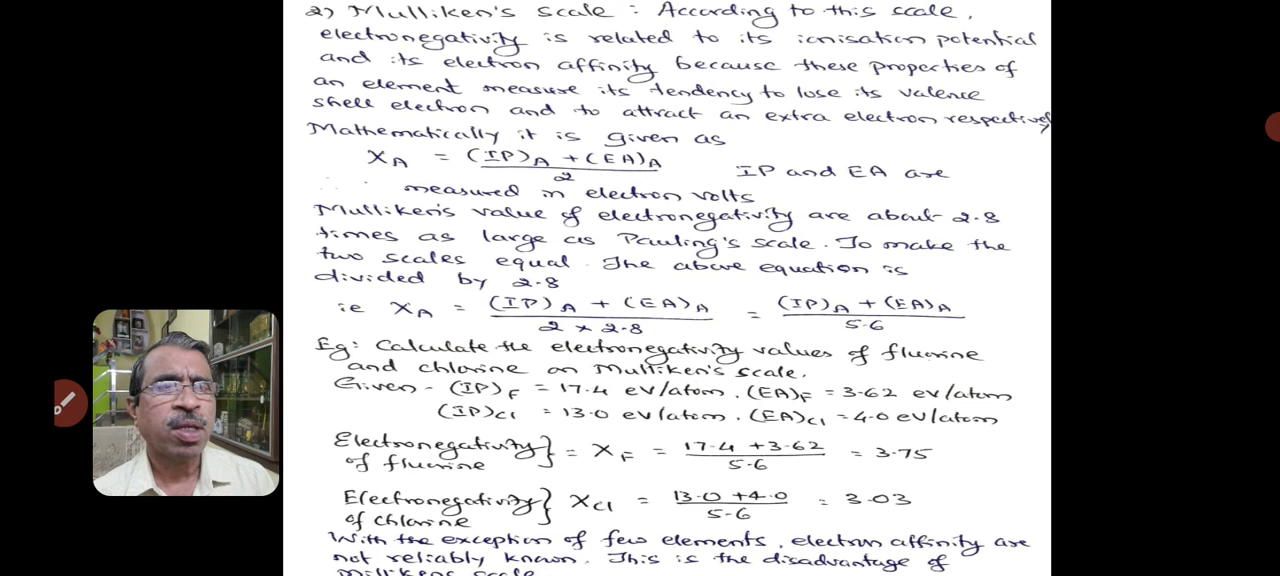 2) Mulliken's scale : According to this scale,
electronegativity is related to its ionisation potential
and its electron affinity because these properties of
an element measure its tendency to lose its valence
shell electron and to attract an extra electron respectively
Mathematically it is given as
XA = (IP)A + (EA)A / 2 IP and EA are
measured in electron volts
Mulliken's value of electronegativity are about 2.8
times as large as Pauling's scale. To make the
two scales equal. The above equation is
divided by 2.8
ie XA = (IP)A + (EA)A / 2 × 2.8 = (IP)A + (EA)A / 5.6
Eg: Calculate the electronegativity values of fluorine
and chlorine on Mulliken's scale.
Given - (IP)F = 17.4 eV/atom. (EA)F = 3.62 eV/atom
(IP)Cl = 13.0 eV/atom. (EA)Cl = 4.0 eV/atom
Electronegativity of fluorine } = XF = 17.4 + 3.62 / 5.6 = 3.75
Electronegativity of chlorine } XCl = 13.0 + 4.0 / 5.6 = 3.03
With the exception of few elements, electron affinity are
not reliably known. This is the disadvantage of